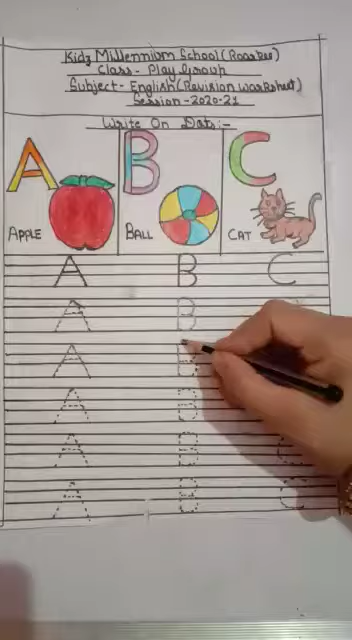 Kidz Millennium School (Roorkee)
Class - Play Group
Subject - English (Revision worksheet)
Session - 2020-21
Write On Dots :-
A B C
APPLE BALL CAT
A B C
A B
A B
A B
A B C
A B C